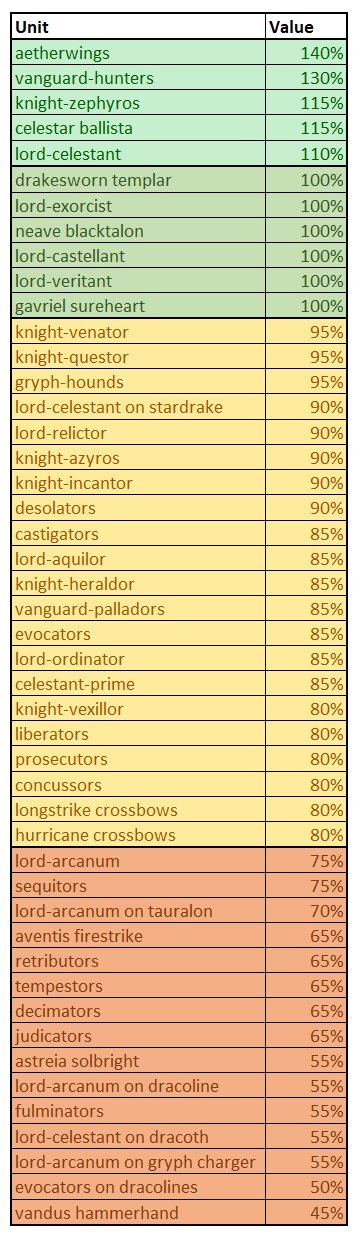 Unit Value
aetherwings 140%
vanguard-hunters 130%
knight-zephyros 115%
celestar ballista 115%
lord-celestant 110%
drakesworn templar 100%
lord-exorcist 100%
neave blacktalon 100%
lord-castellant 100%
lord-veritant 100%
gavriel sureheart 100%
knight-venator 95%
knight-questor 95%
gryph-hounds 95%
lord-celestant on stardrake 90%
lord-relictor 90%
knight-azyros 90%
knight-incantor 90%
desolators 90%
castigators 85%
lord-aquilor 85%
knight-heraldor 85%
vanguard-palladors 85%
evocators 85%
lord-ordinator 85%
celestant-prime 85%
knight-vexillor 80%
liberators 80%
prosecutors 80%
concussors 80%
longstrike crossbows 80%
hurricane crossbows 80%
lord-arcanum 75%
sequitors 75%
lord-arcanum on tauralon 70%
aventis firestrike 65%
retributors 65%
tempestors 65%
decimators 65%
judicators 65%
astreia solbright 55%
lord-arcanum on dracoline 55%
fulminators 55%
lord-celestant on dracoth 55%
lord-arcanum on gryph charger 55%
evocators on dracolines 50%
vandus hammerhand 45%